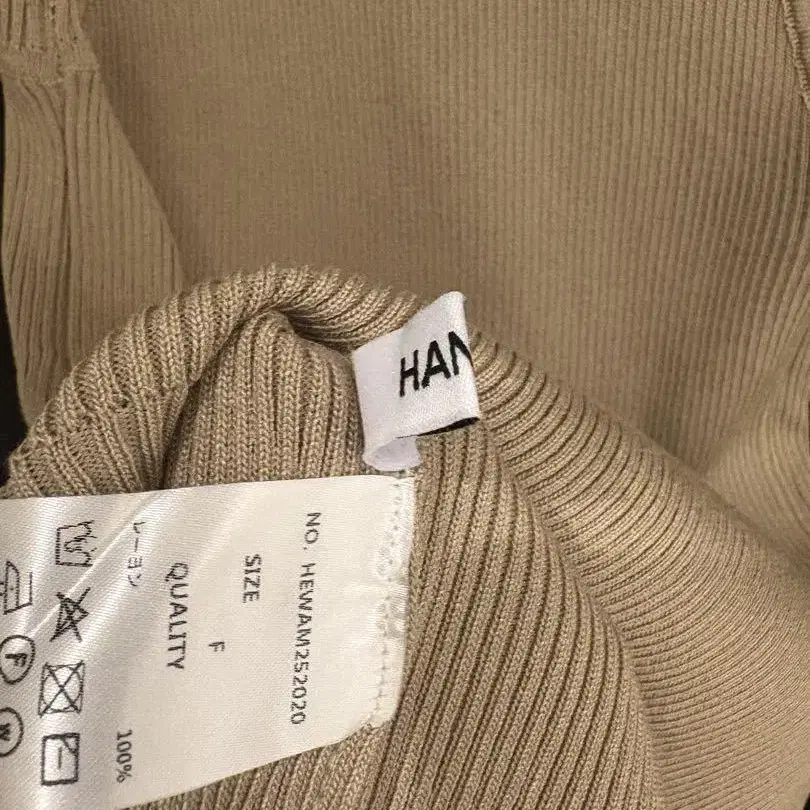 HAN
NO. HEWAM252020
SIZE
F
QUALITY
レーヨン 100%
F
W